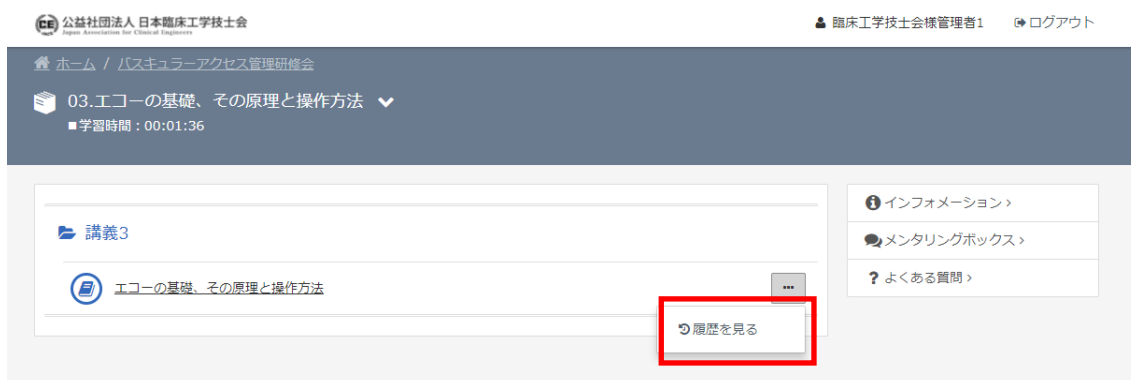 CE 公益社団法人 日本臨床工学技士会
Japan Association for Clinical Engineers
臨床工学技士会様管理者1 ログアウト
ホーム / バスキュラーアクセス管理研修会
03.エコーの基礎、その原理と操作方法
■学習時間：00:01:36
講義3
エコーの基礎、その原理と操作方法
...
履歴を見る
インフォメーション ›
メンタリングボックス ›
? よくある質問 ›